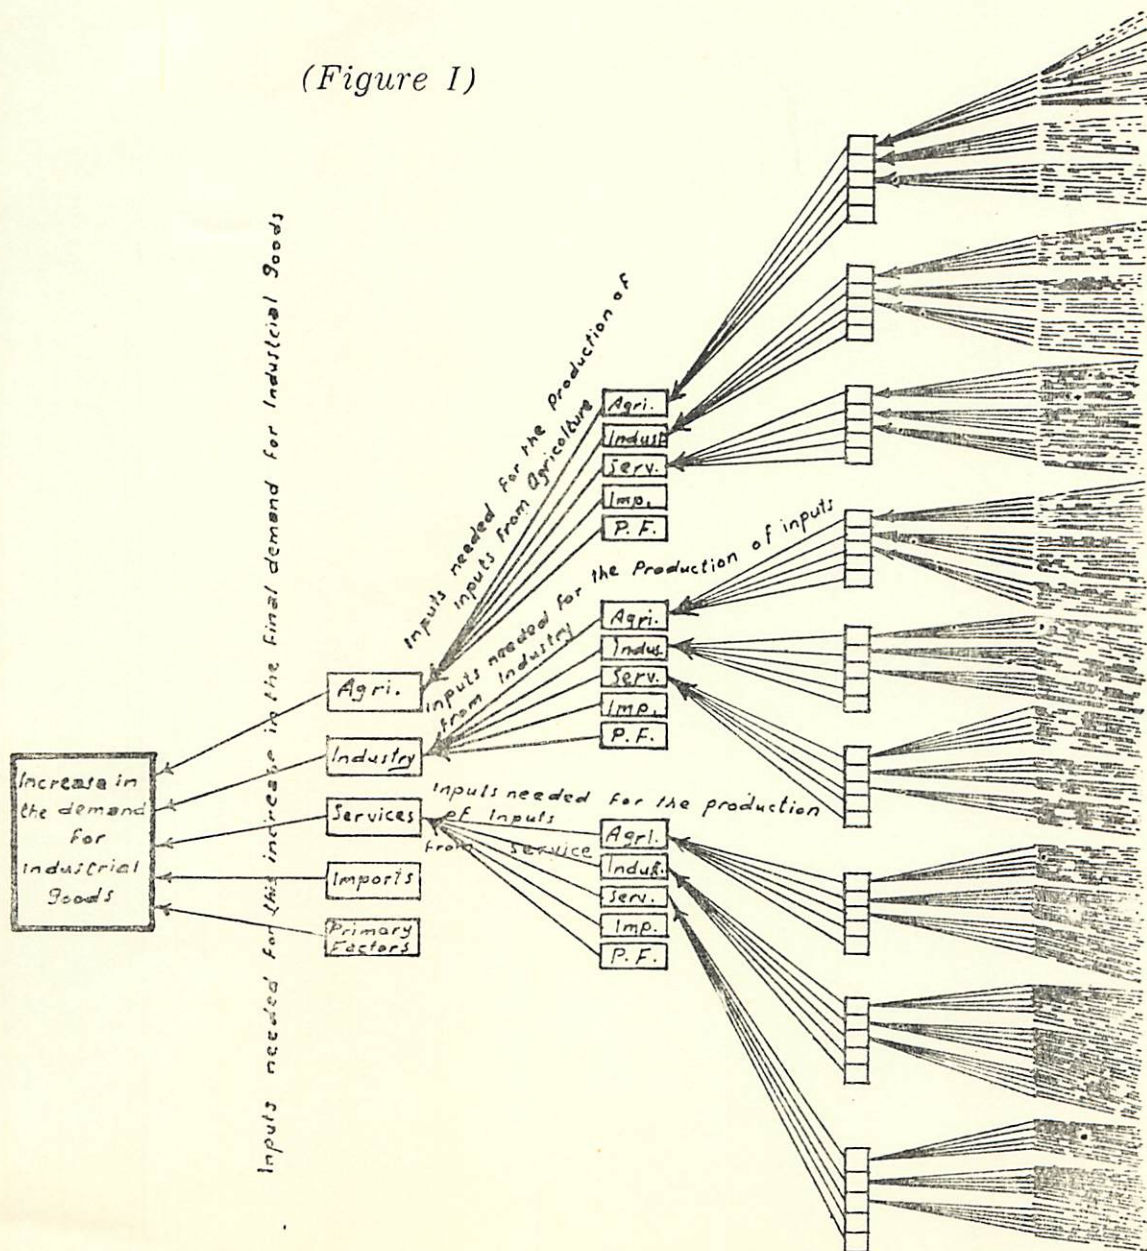 (Figure I)
Increase in
the demand
for
industrial
goods
Inputs needed for this increase in the final demand for Industrial goods
Agri.
Industry
Services
Imports
Primary
Factors
Inputs needed for the production of
inputs from agricolture
Agri.
Indust
Serv.
Imp.
P. F.
Inputs needed for the Production of inputs
from Industry
Agri.
Indus.
Serv.
Imp.
P. F.
Inputs needed for the production
of inputs
from service
Agri.
Indus.
Serv.
Imp.
P. F.